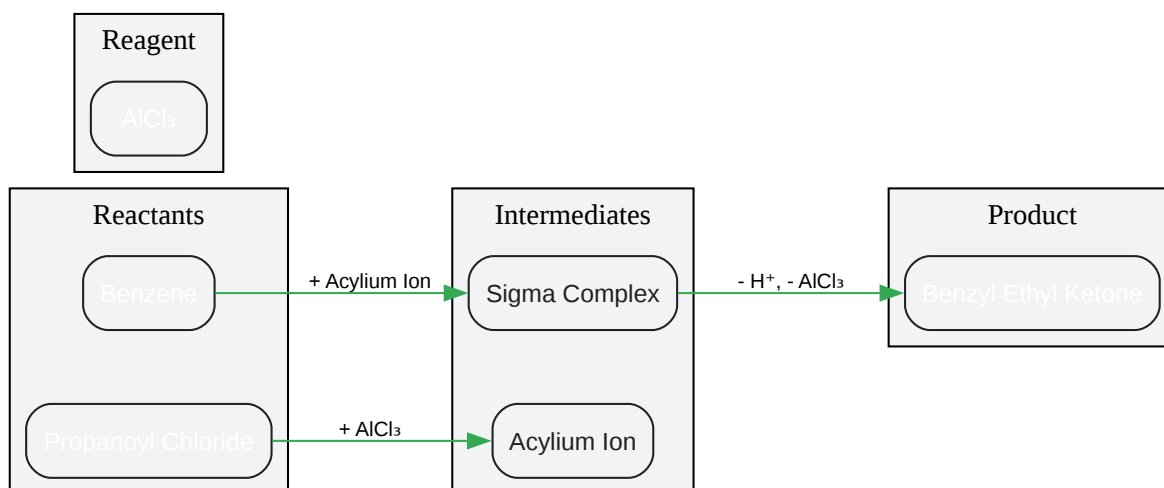 Reagent
AlCl₃
Reactants
Intermediates
Product
Benzene
+ Acylium Ion
Sigma Complex
- H⁺, - AlCl₃
Benzyl Ethyl Ketone
Propanoyl Chloride
+ AlCl₃
Acylium Ion